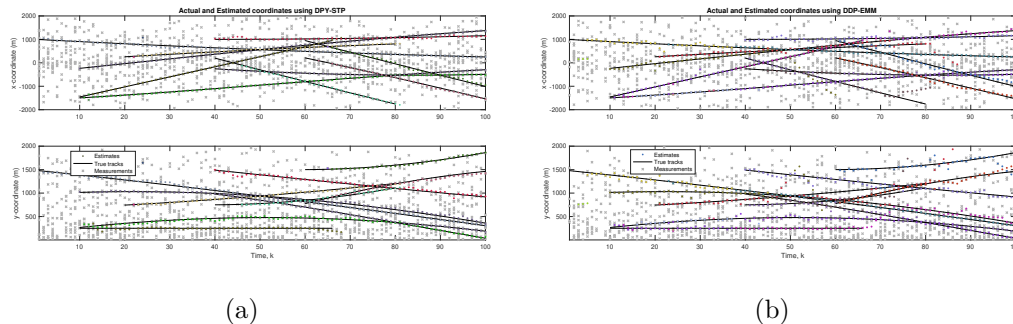 Actual and Estimated coordinates using DPY-STP
2000
1000
0
-1000
-2000
x-coordinate (m)
10 20 30 40 50 60 70 80 90 100
2000
1500
1000
500
y-coordinate (m)
Estimates
True tracks
Measurements
10 20 30 40 50 60 70 80 90 100
Time, k
(a)
Actual and Estimated coordinates using DDP-EMM
2000
1000
0
-1000
-2000
x-coordinate (m)
10 20 30 40 50 60 70 80 90 100
2000
1500
1000
500
y-coordinate (m)
Estimates
True tracks
Measurements
10 20 30 40 50 60 70 80 90 100
Time, k
(b)